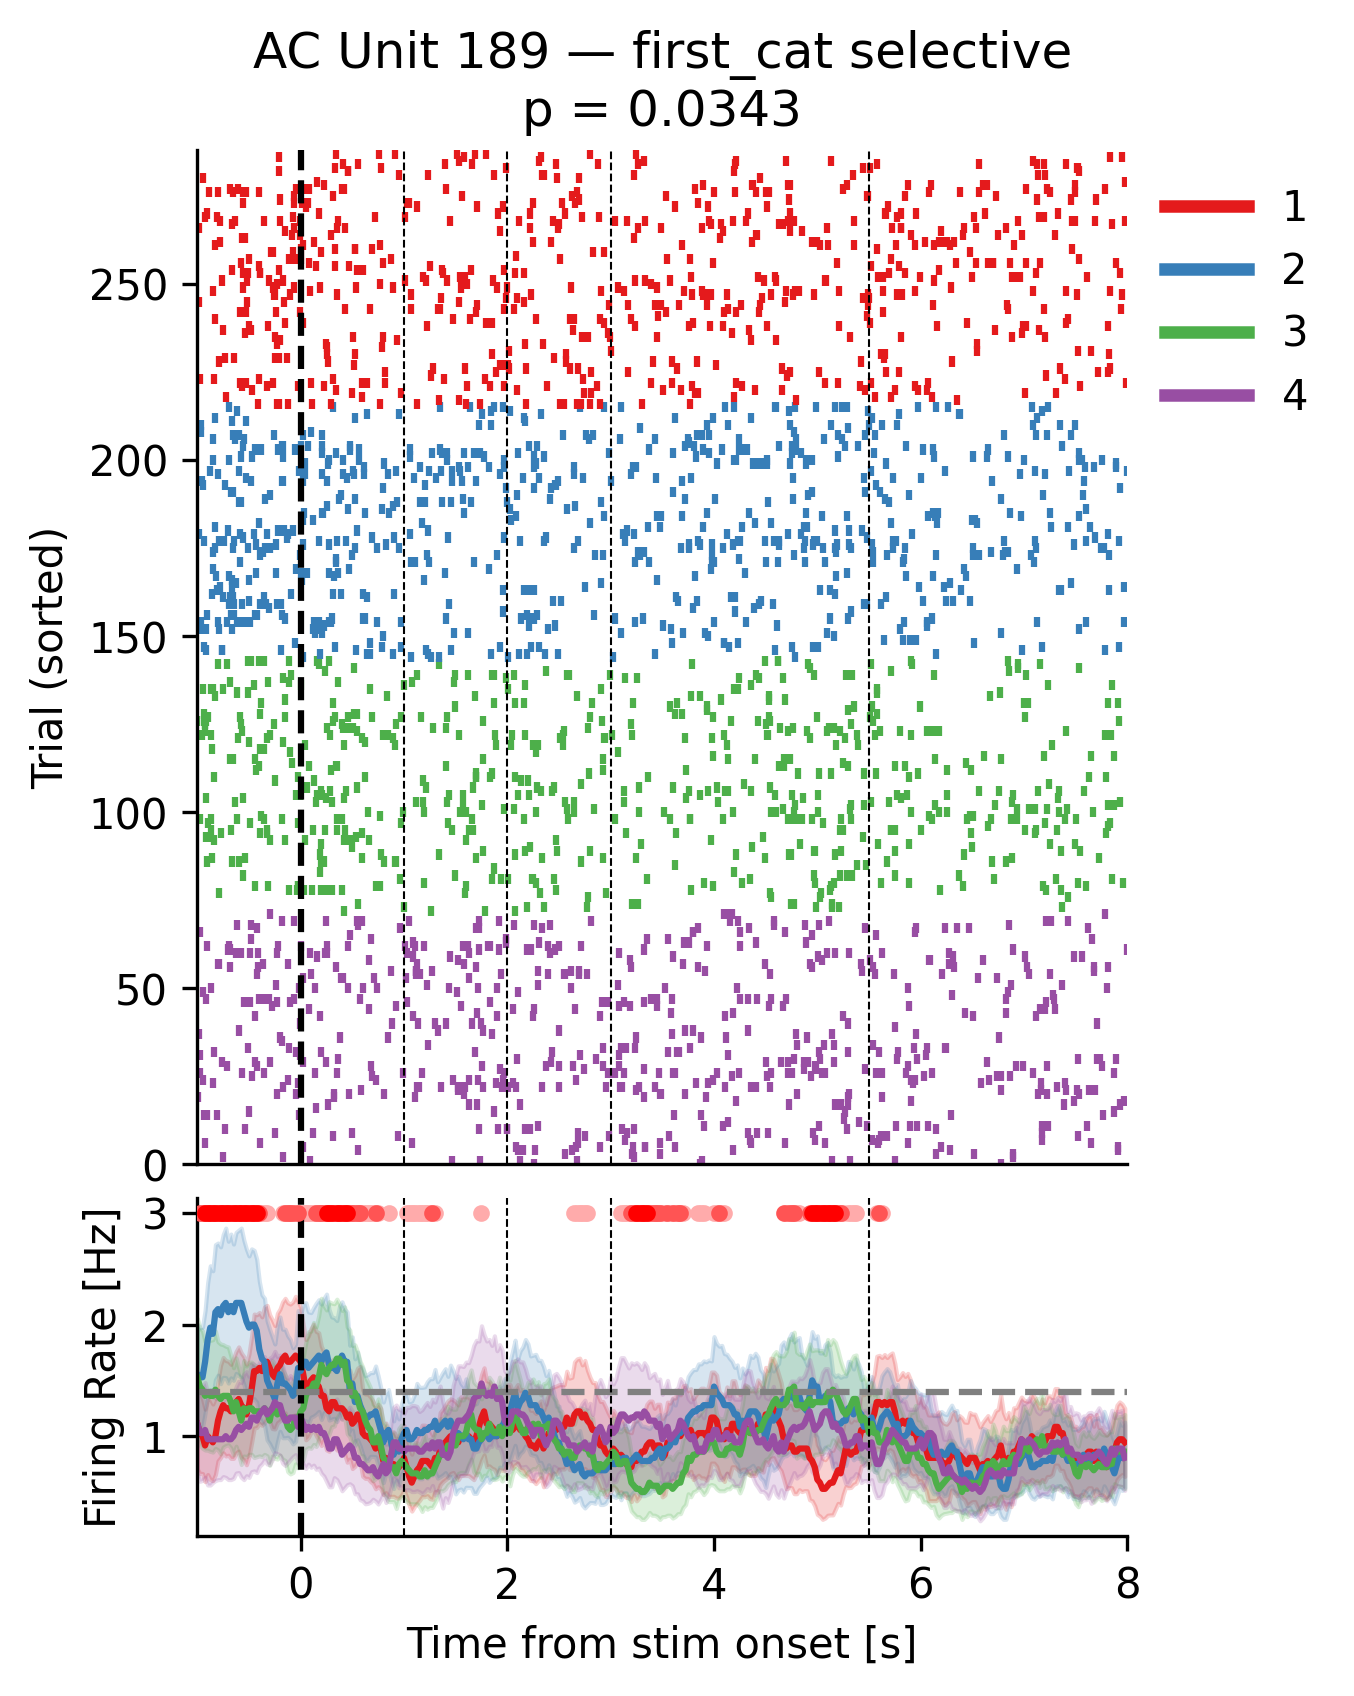 AC Unit 189 — first_cat selective
p = 0.0343
1
2
3
4
250
200
150
100
50
0
Trial (sorted)
3
2
1
Firing Rate [Hz]
0 2 4 6 8
Time from stim onset [s]